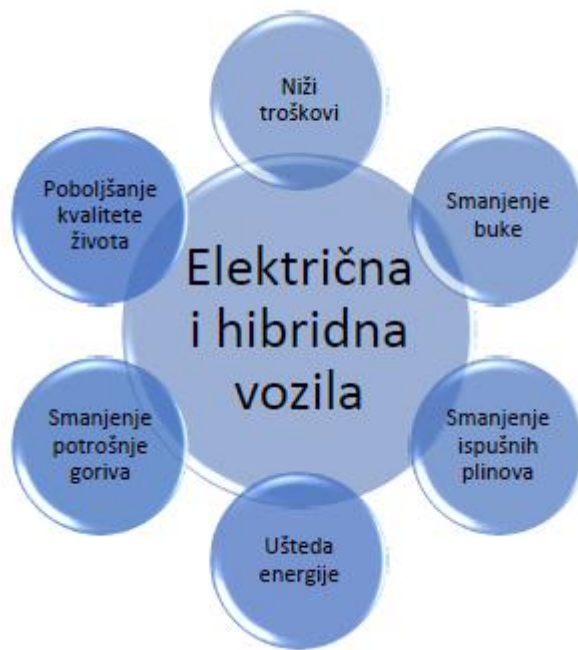 Niži
troškovi
Smanjenje
buke
Smanjenje
ispušnih
plinova
Ušteda
energije
Smanjenje
potrošnje
goriva
Poboljšanje
kvalitete
života
Električna
i hibridna
vozila